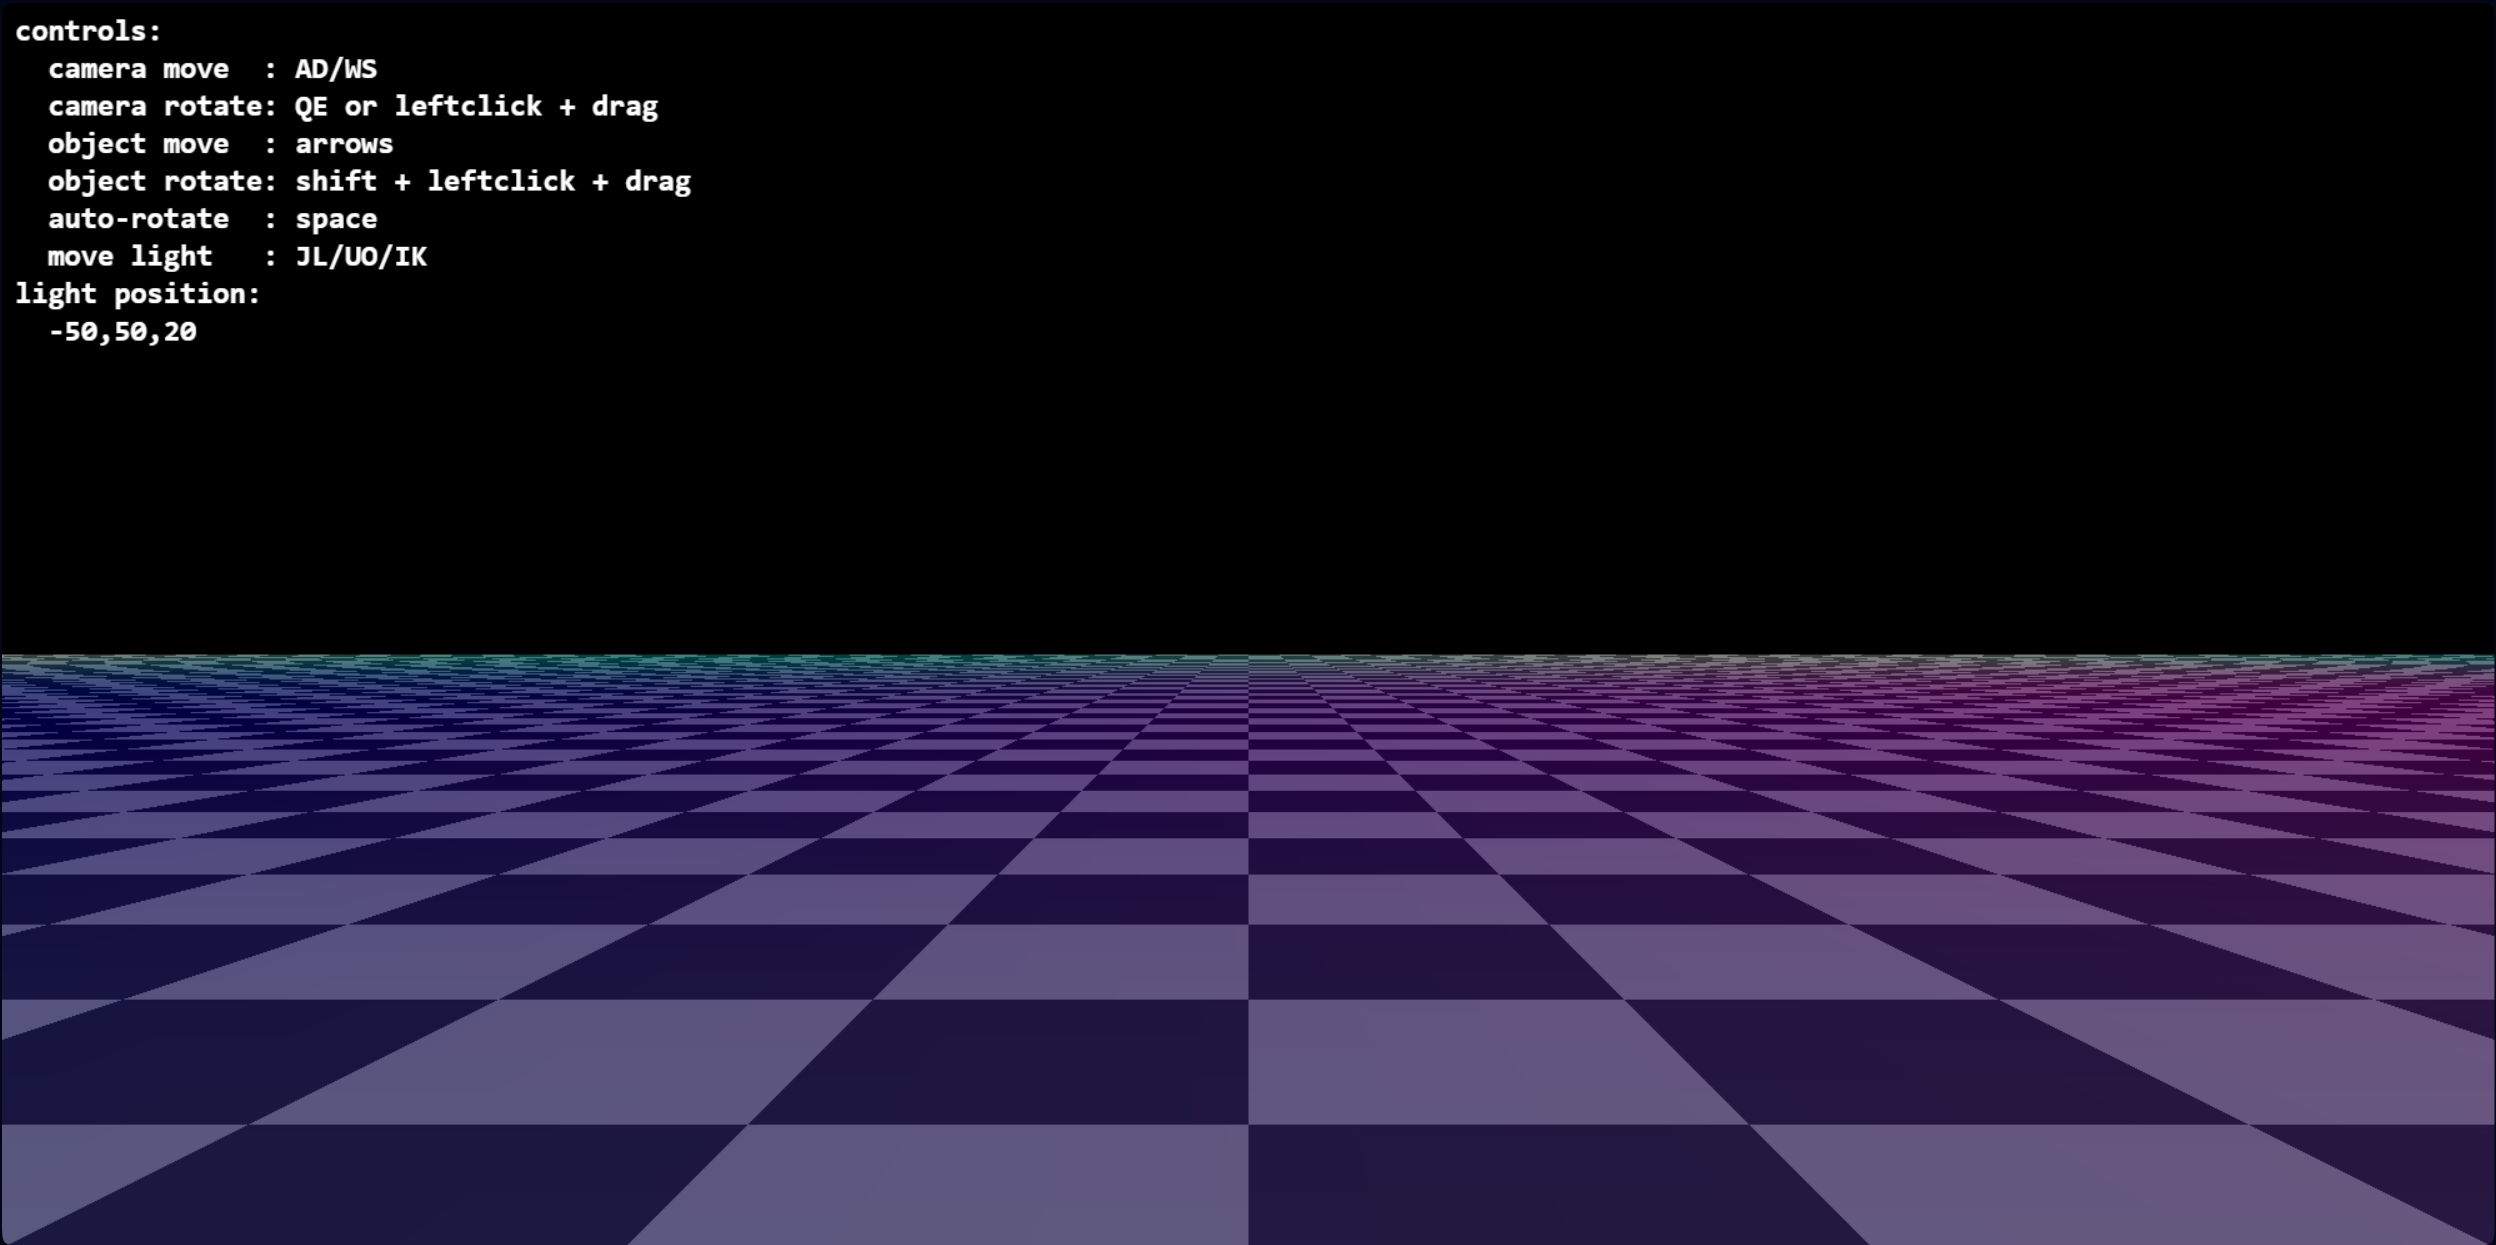 controls:
  camera move  : AD/WS
  camera rotate: QE or leftclick + drag
  object move  : arrows
  object rotate: shift + leftclick + drag
  auto-rotate  : space
  move light   : JL/UO/IK
light position:
  -50,50,20